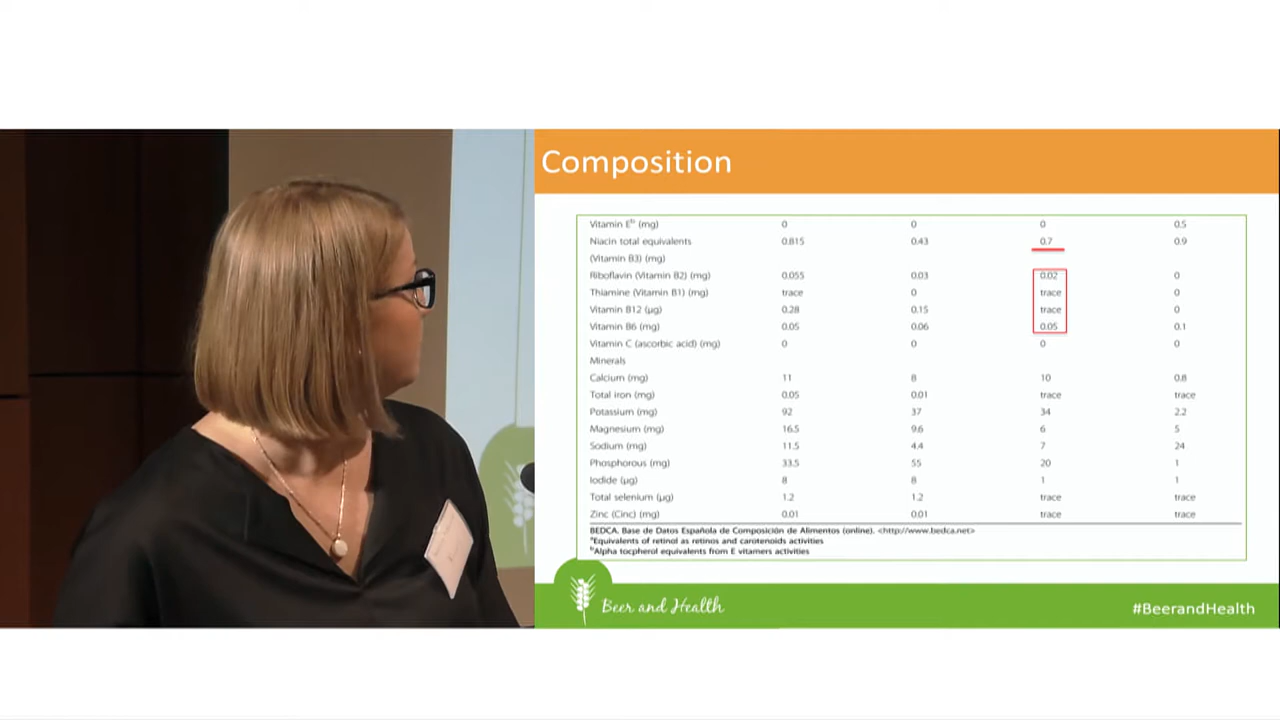 Composition
Vitamin Eᵇ (mg) 0 0 0 0.5
Niacin total equivalents 0.815 0.43 0.7 0.9
(Vitamin B3) (mg)
Riboflavin (Vitamin B2) (mg) 0.055 0.03 0.02 0
Thiamine (Vitamin B1) (mg) trace 0 trace 0
Vitamin B12 (µg) 0.28 0.15 trace 0
Vitamin B6 (mg) 0.05 0.06 0.05 0.1
Vitamin C (ascorbic acid) (mg) 0 0 0 0
Minerals
Calcium (mg) 11 8 10 0.8
Total iron (mg) 0.05 0.01 trace trace
Potassium (mg) 92 37 34 2.2
Magnesium (mg) 16.5 9.6 6 5
Sodium (mg) 11.5 4.4 7 24
Phosphorous (mg) 33.5 55 20 1
Iodide (µg) 8 8 1 1
Total selenium (µg) 1.2 1.2 trace trace
Zinc (Cinc) (mg) 0.01 0.01 trace trace
BEDCA. Base de Datos Española de Composición de Alimentos (online). <http://www.bedca.net>
ᵃEquivalents of retinol as retinos and carotenoids activities
ᵇAlpha tocpherol equivalents from E vitamers activities
Beer and Health
#BeerandHealth